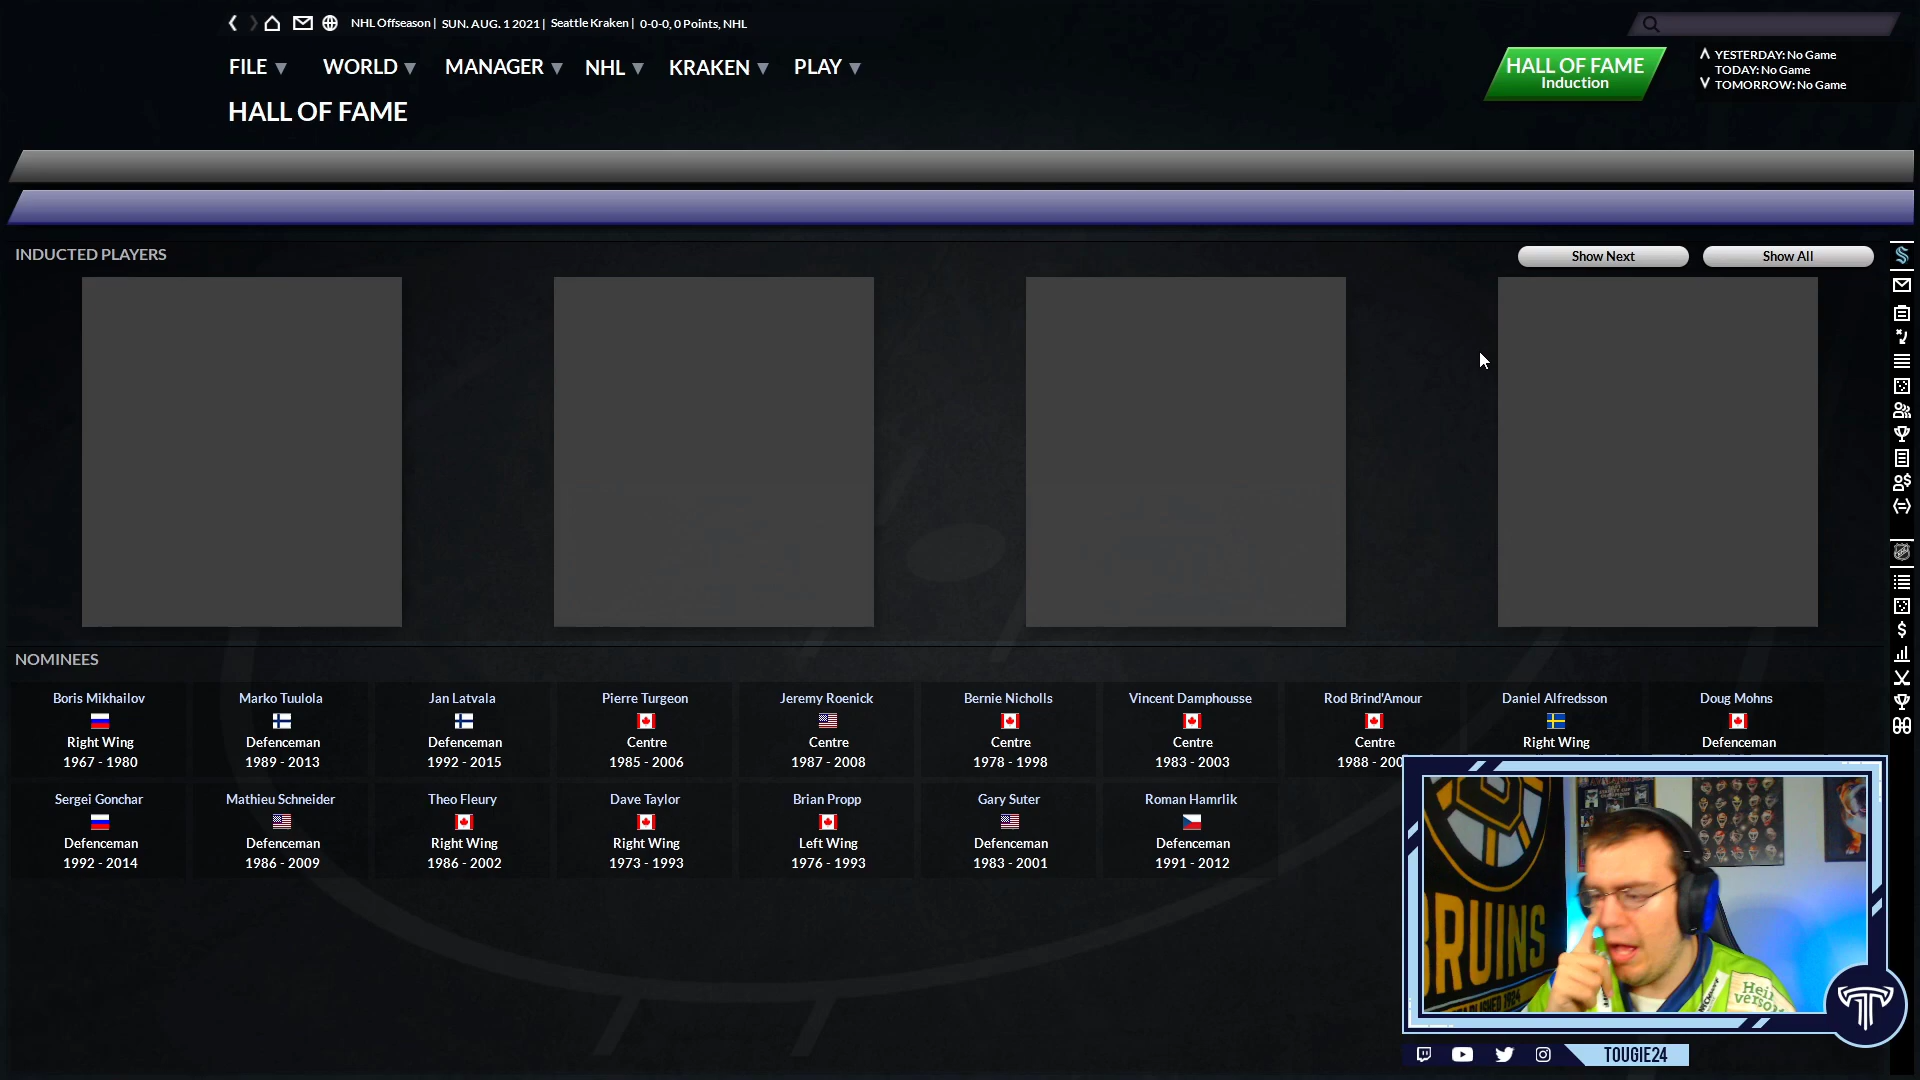 NHL Offseason | SUN. AUG. 1 2021 | Seattle Kraken | 0-0-0, 0 Points, NHL
FILE WORLD MANAGER NHL KRAKEN PLAY
HALL OF FAME
Induction
YESTERDAY: No Game
TODAY: No Game
TOMORROW: No Game
HALL OF FAME
INDUCTED PLAYERS
Show Next Show All
NOMINEES
Boris Mikhailov Marko Tuulola Jan Latvala Pierre Turgeon Jeremy Roenick Bernie Nicholls Vincent Damphousse Rod Brind'Amour Daniel Alfredsson Doug Mohns
Right Wing Defenceman Defenceman Centre Centre Centre Centre Centre Right Wing Defenceman
1967 - 1980 1989 - 2013 1992 - 2015 1985 - 2006 1987 - 2008 1978 - 1998 1983 - 2003 1988 - 200
Sergei Gonchar Mathieu Schneider Theo Fleury Dave Taylor Brian Propp Gary Suter Roman Hamrlik
Defenceman Defenceman Right Wing Right Wing Left Wing Defenceman Defenceman
1992 - 2014 1986 - 2009 1986 - 2002 1973 - 1993 1976 - 1993 1983 - 2001 1991 - 2012
BRUINS
TOUGIE24